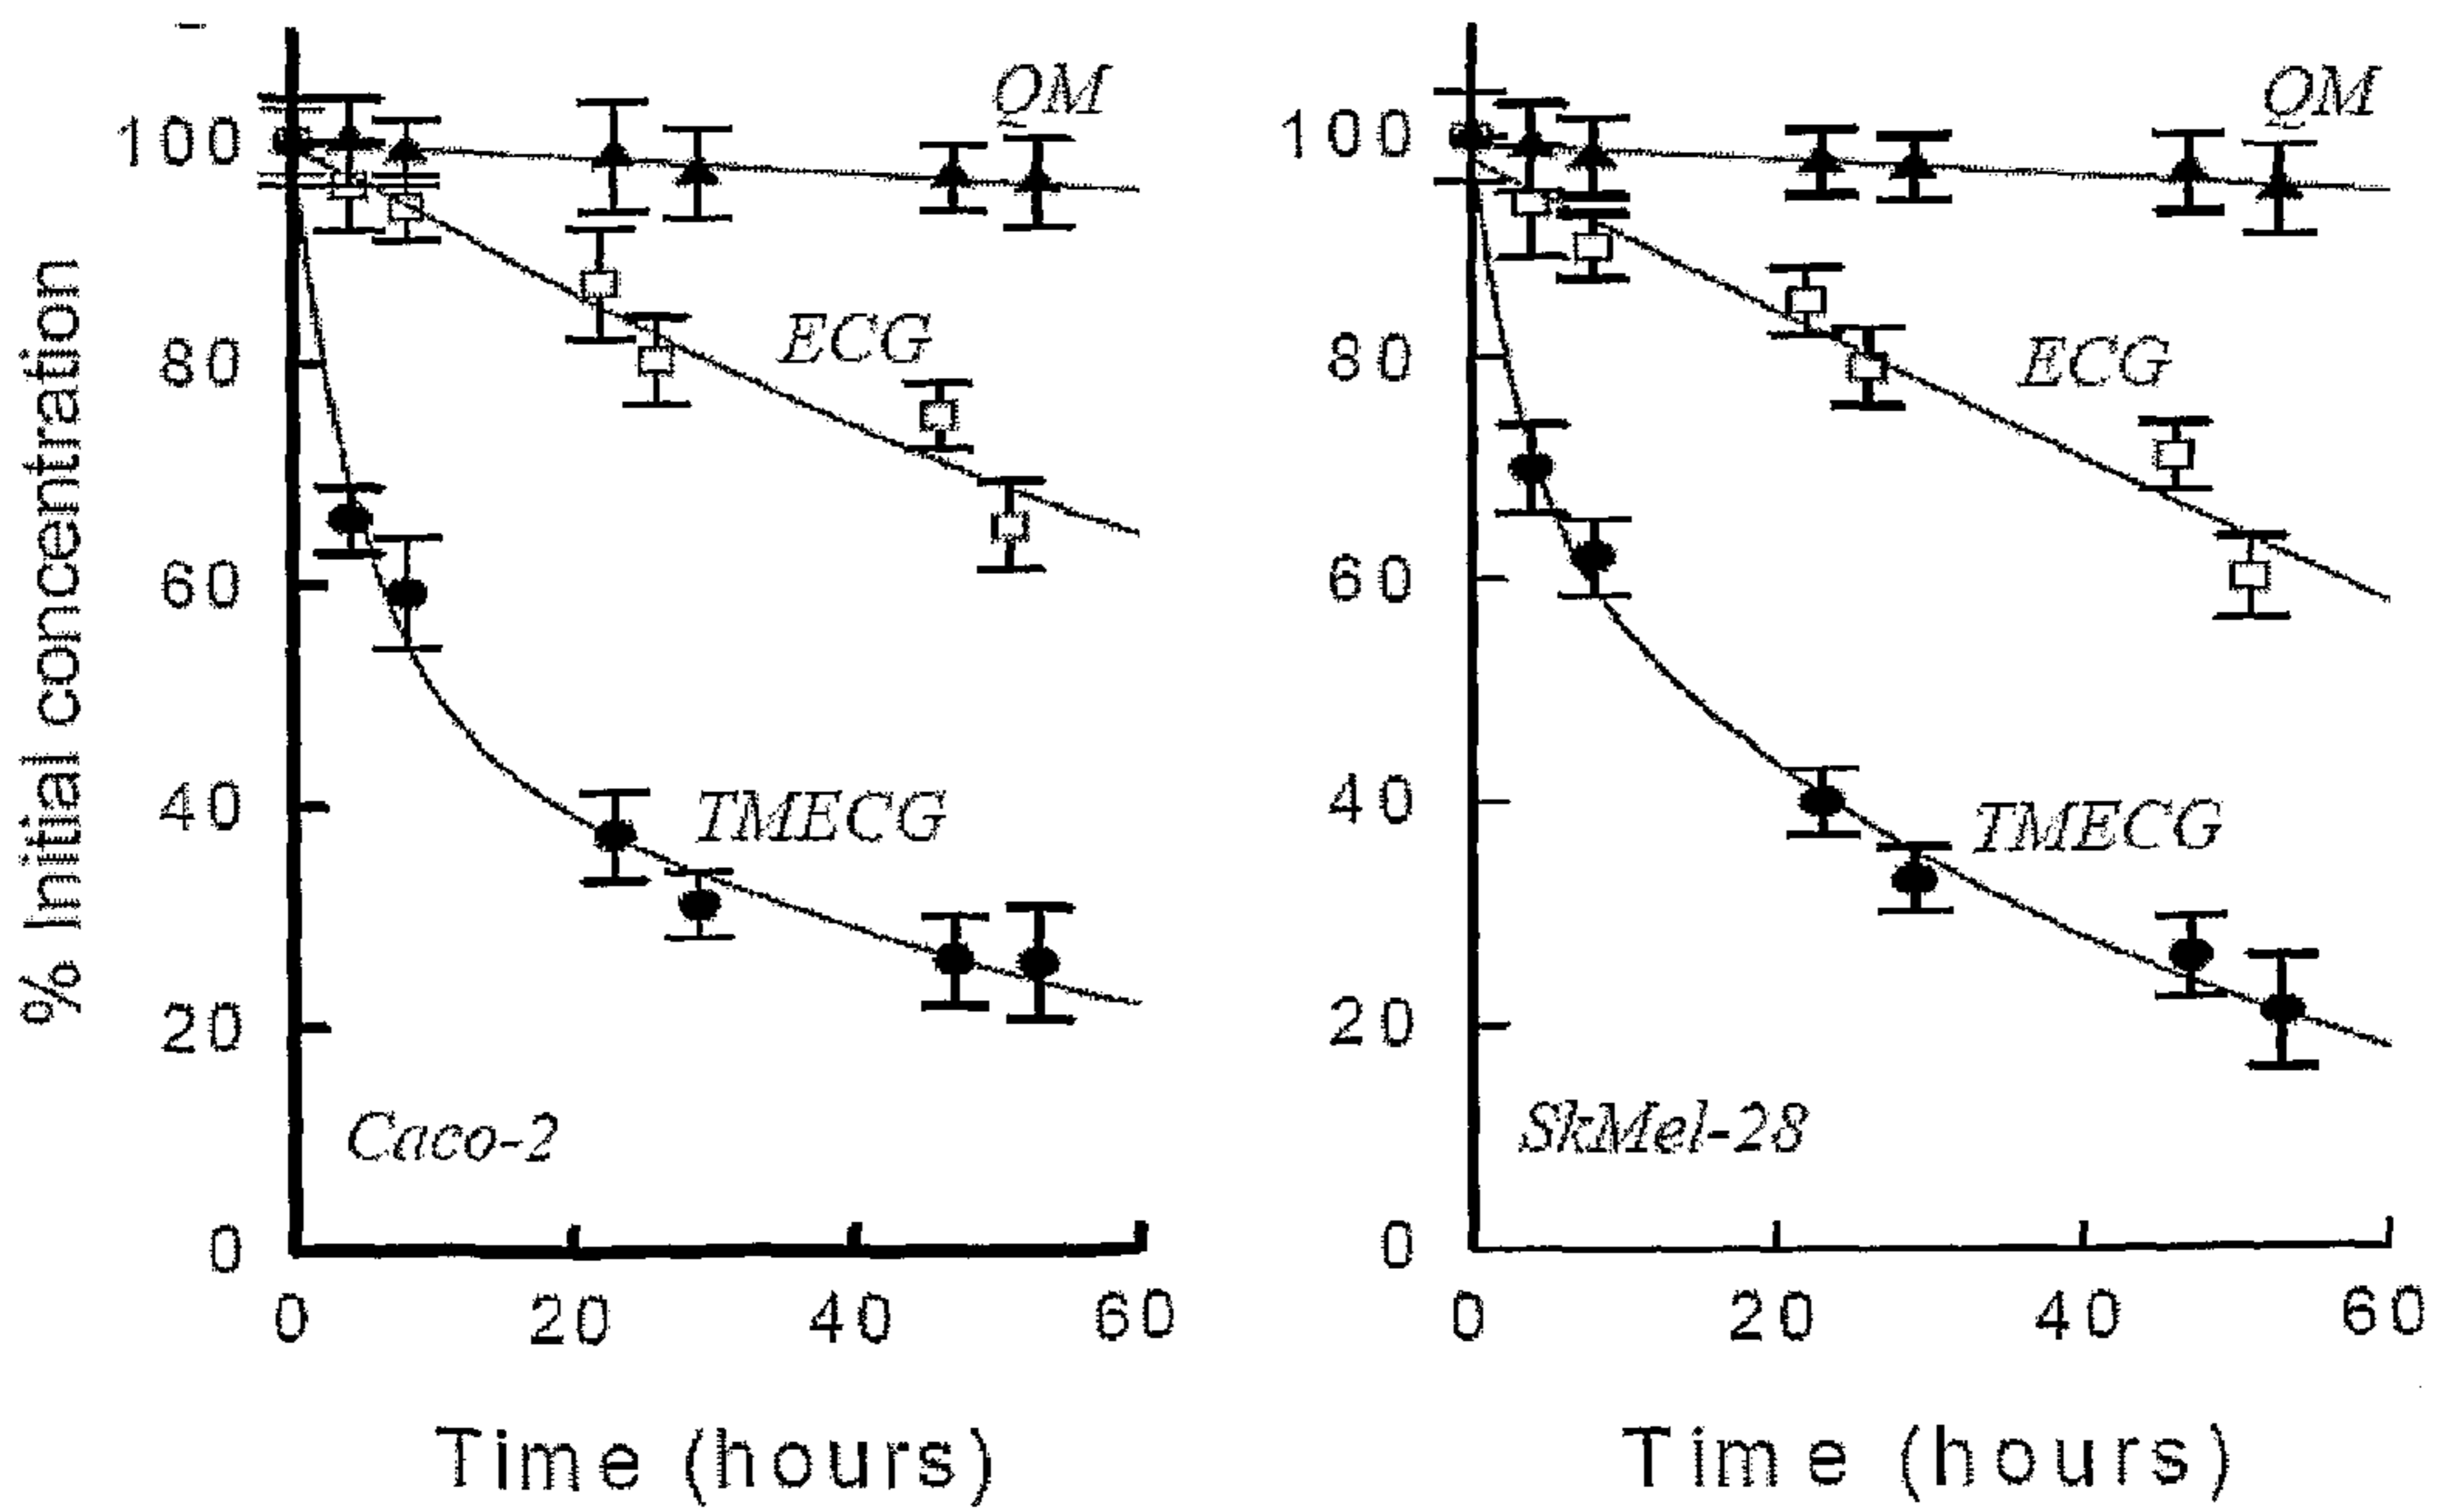 % Initial concentration
100
80
60
40
20
0
0 20 40 60
Time (hours)
QM
ECG
TMECG
Caco-2
100
80
60
40
20
0
0 20 40 60
Time (hours)
QM
ECG
TMECG
SkMel-28